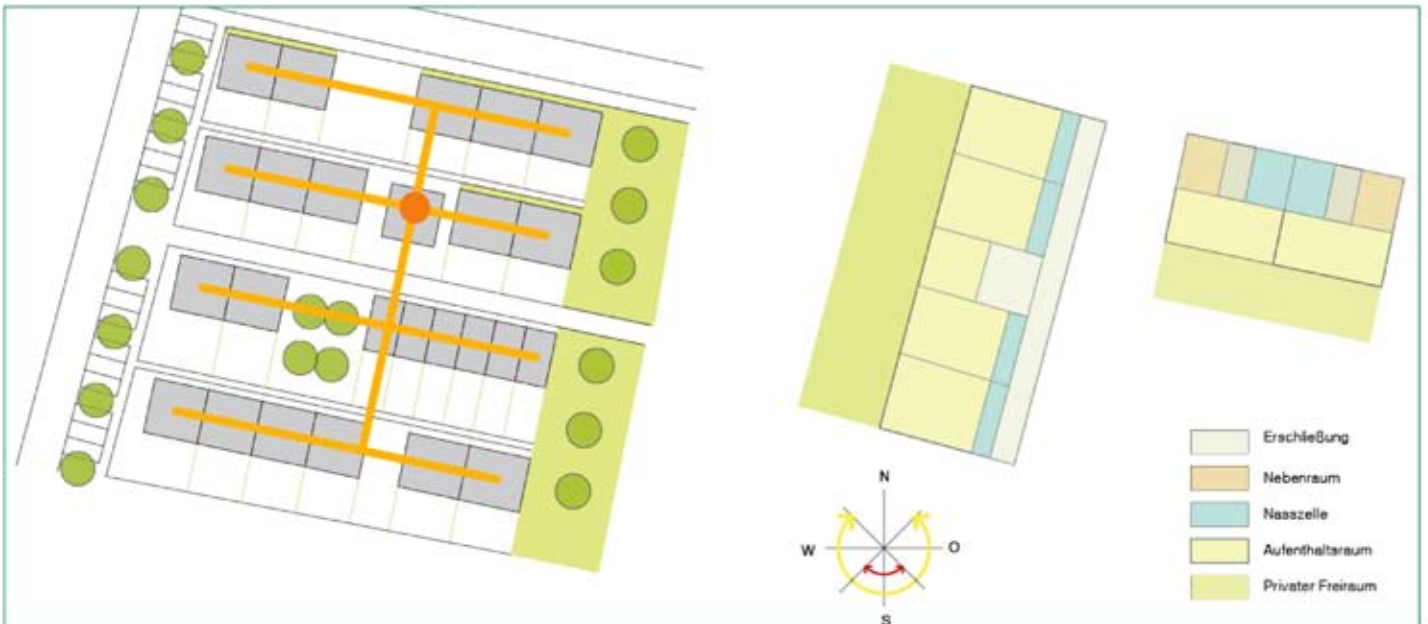 Erschließung
Nebenraum
Nasszelle
Aufenthaltsraum
Privater Freiraum
N
W
O
S